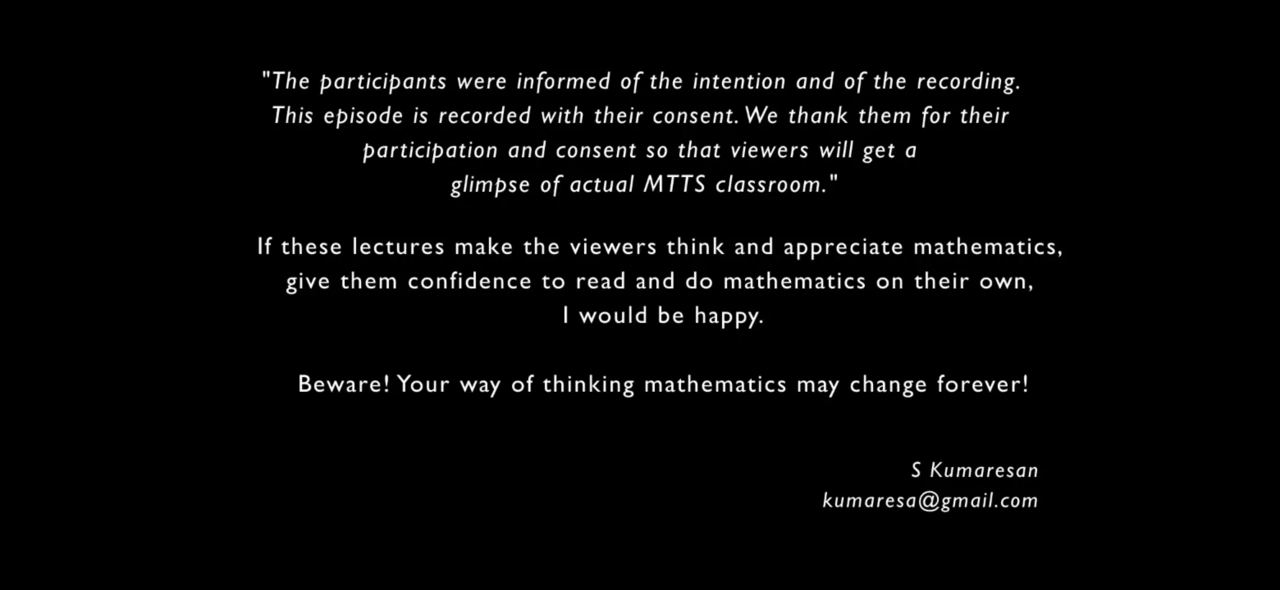 "The participants were informed of the intention and of the recording.
This episode is recorded with their consent. We thank them for their
participation and consent so that viewers will get a
glimpse of actual MTTS classroom."
If these lectures make the viewers think and appreciate mathematics,
give them confidence to read and do mathematics on their own,
I would be happy.
Beware! Your way of thinking mathematics may change forever!
S Kumaresan
kumaresa@gmail.com